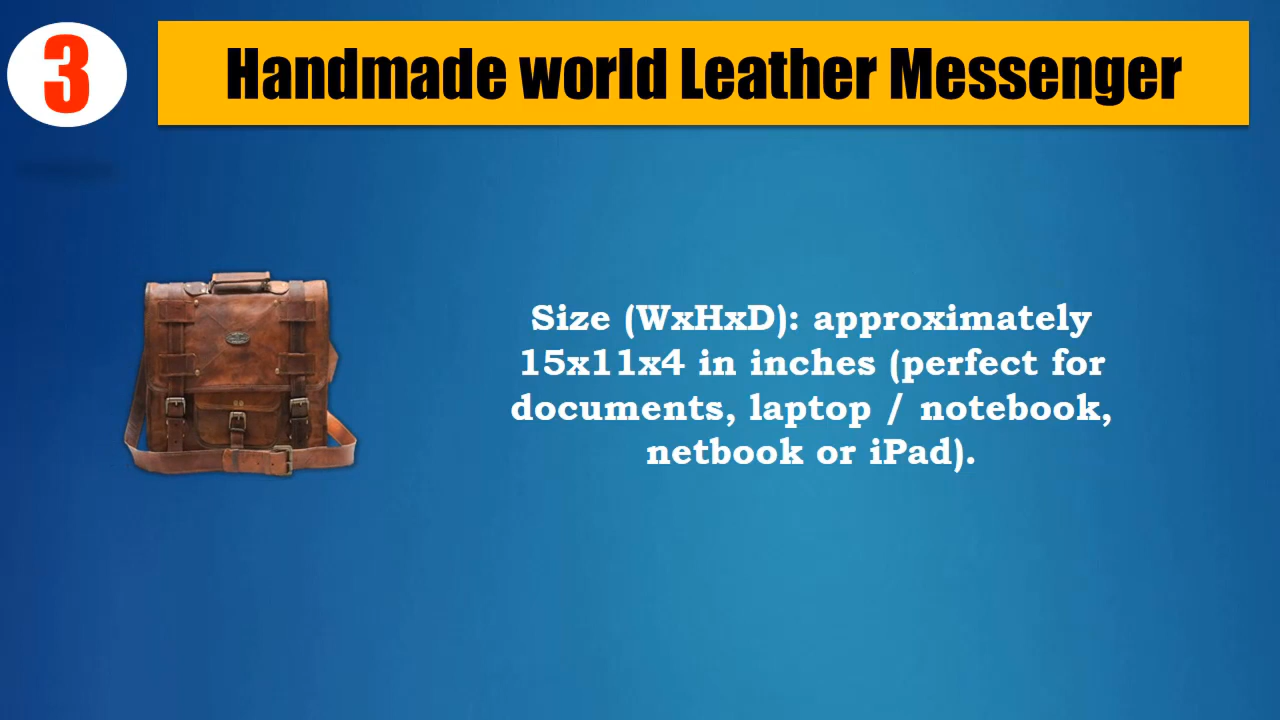 3
Handmade world Leather Messenger
Size (WxHxD): approximately
15x11x4 in inches (perfect for
documents, laptop / notebook,
netbook or iPad).